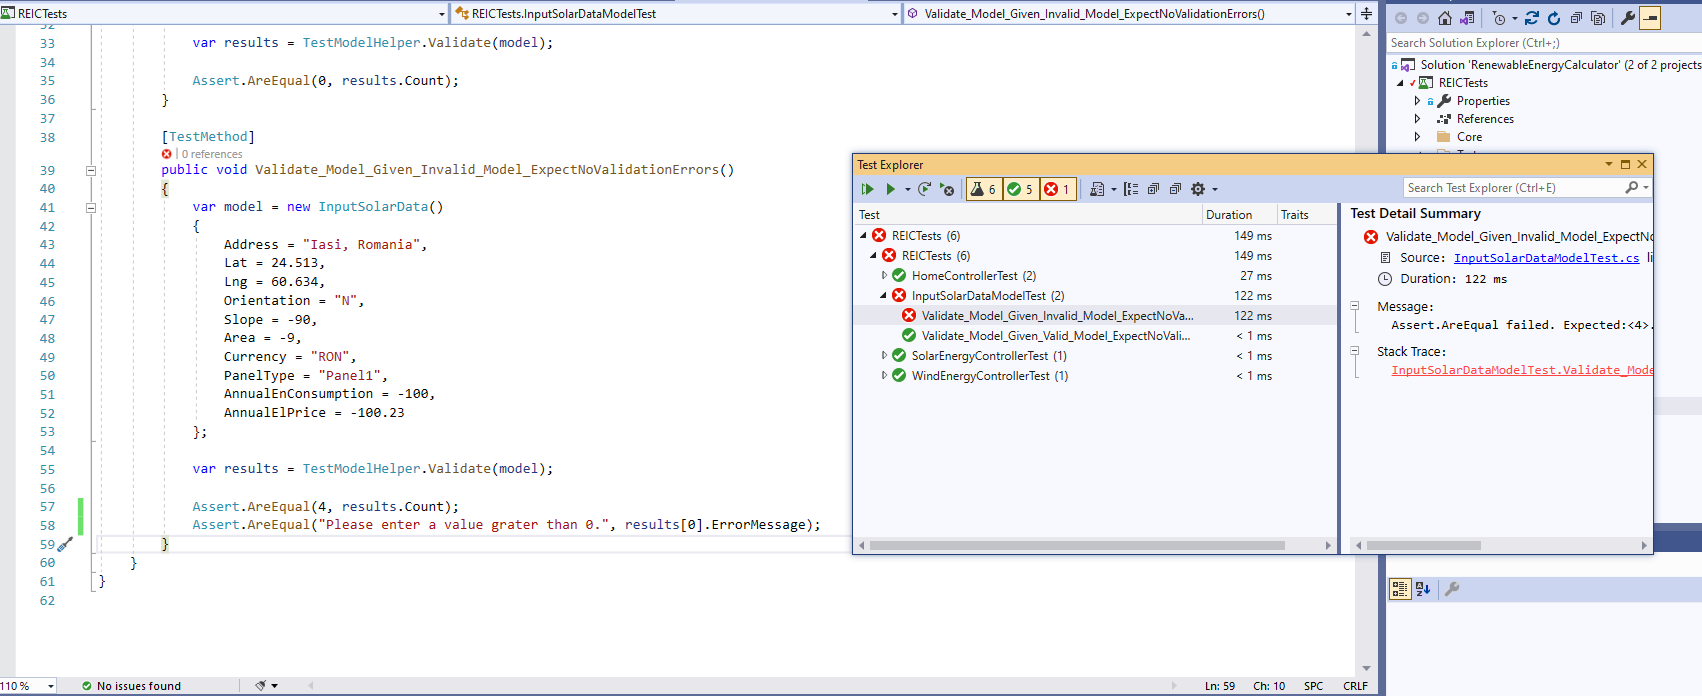 REICTests
REICTests.InputSolarDataModelTest
Validate_Model_Given_Invalid_Model_ExpectNoValidationErrors()
33 var results = TestModelHelper.Validate(model);
34
35 Assert.AreEqual(0, results.Count);
36 }
37
38 [TestMethod]
0 references
39 public void Validate_Model_Given_Invalid_Model_ExpectNoValidationErrors()
40 {
41 var model = new InputSolarData()
42 {
43 Address = "Iasi, Romania",
44 Lat = 24.513,
45 Lng = 60.634,
46 Orientation = "N",
47 Slope = -90,
48 Area = -9,
49 Currency = "RON",
50 PanelType = "Panel1",
51 AnnualEnConsumption = -100,
52 AnnualElPrice = -100.23
53 };
54
55 var results = TestModelHelper.Validate(model);
56
57 Assert.AreEqual(4, results.Count);
58 Assert.AreEqual("Please enter a value grater than 0.", results[0].ErrorMessage);
59 }
60 }
61 }
62
110 %
No issues found
Ln: 59 Ch: 10 SPC CRLF
Test Explorer
6 5 1
Search Test Explorer (Ctrl+E)
Test Duration Traits
REICTests (6) 149 ms
REICTests (6) 149 ms
HomeControllerTest (2) 27 ms
InputSolarDataModelTest (2) 122 ms
Validate_Model_Given_Invalid_Model_ExpectNoVa... 122 ms
Validate_Model_Given_Valid_Model_ExpectNoVali... < 1 ms
SolarEnergyControllerTest (1) < 1 ms
WindEnergyControllerTest (1) < 1 ms
Test Detail Summary
Validate_Model_Given_Invalid_Model_ExpectNo
Source: InputSolarDataModelTest.cs li
Duration: 122 ms
Message:
Assert.AreEqual failed. Expected:<4>.
Stack Trace:
InputSolarDataModelTest.Validate_Mode
Search Solution Explorer (Ctrl+;)
Solution 'RenewableEnergyCalculator' (2 of 2 projects
REICTests
Properties
References
Core